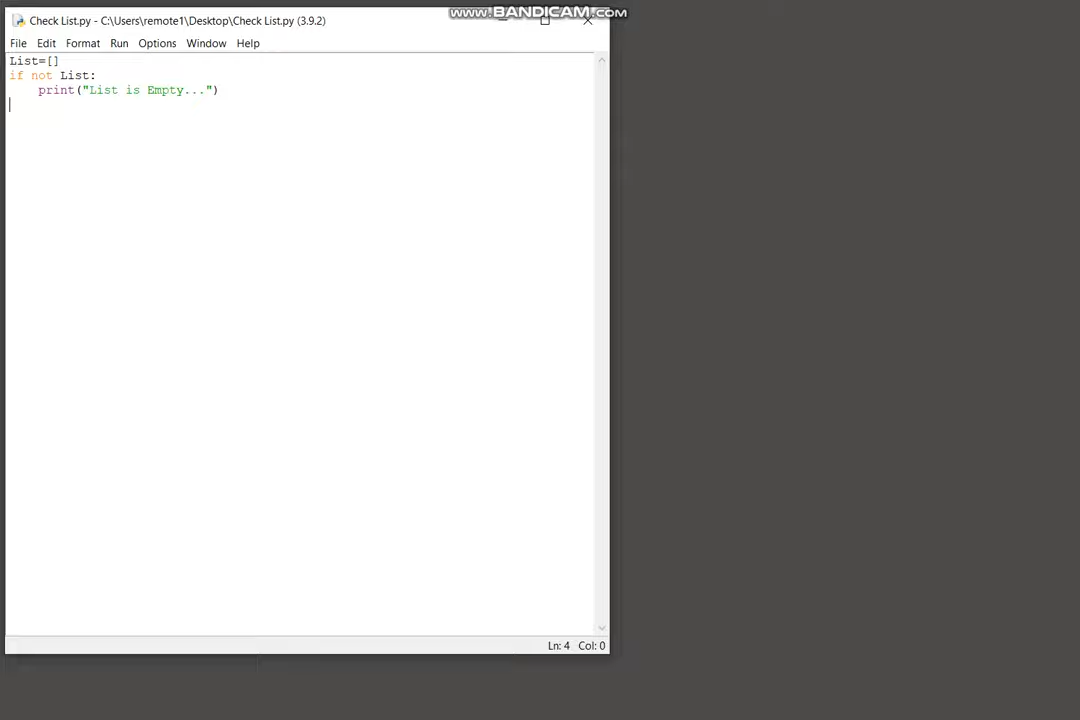 www.BANDICAM.com
Check List.py - C:\Users\remote1\Desktop\Check List.py (3.9.2)
File Edit Format Run Options Window Help
List=[]
if not List:
    print("List is Empty...")
Ln: 4 Col: 0